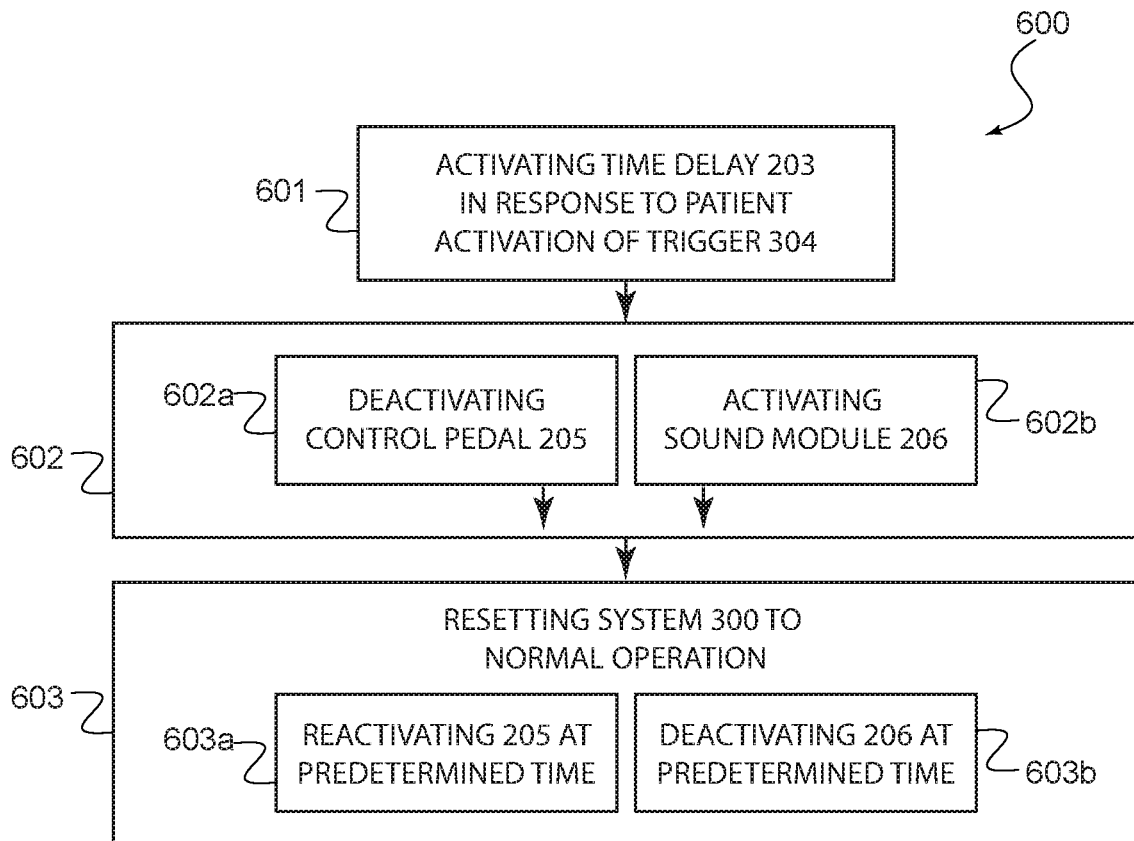 600
601
ACTIVATING TIME DELAY 203
IN RESPONSE TO PATIENT
ACTIVATION OF TRIGGER 304
602
602a
DEACTIVATING
CONTROL PEDAL 205
ACTIVATING
SOUND MODULE 206
602b
603
RESETTING SYSTEM 300 TO
NORMAL OPERATION
603a
REACTIVATING 205 AT
PREDETERMINED TIME
DEACTIVATING 206 AT
PREDETERMINED TIME
603b